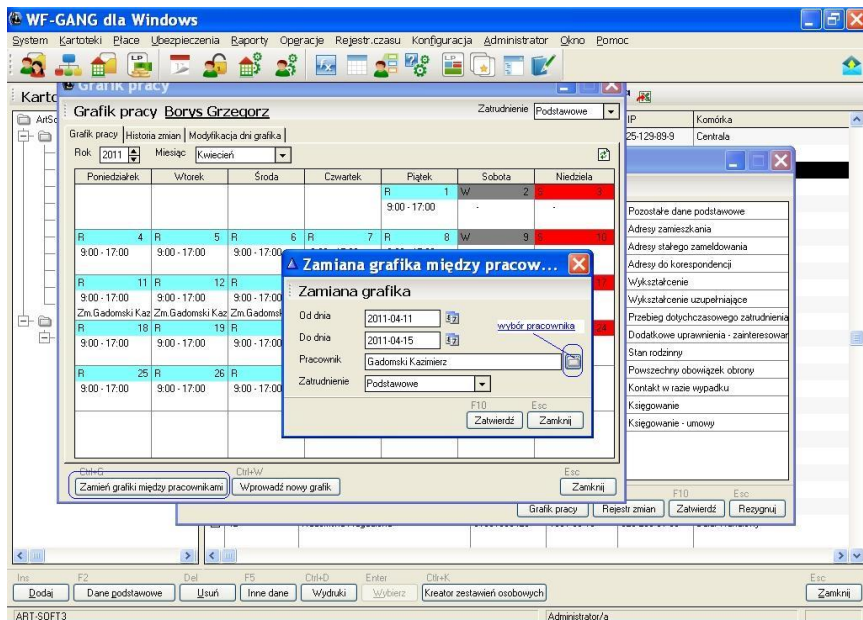 WF-GANG dla Windows
System Kartoteki Płace Ubezpieczenia Raporty Operacje Rejestr.czasu Konfiguracja Administrator Okno Pomoc
Grafik pracy
Grafik pracy Borys Grzegorz
Zatrudnienie Podstawowe
Grafik pracy Historia zmian Modyfikacja dni grafika
Rok 2011 Miesiąc Kwiecień
Poniedziałek Wtorek Środa Czwartek Piątek Sobota Niedziela
R 1 W 2 S 3
9:00 - 17:00 - -
R 4 R 5 R 6 R 7 R 8 W 9 S 10
9:00 - 17:00 9:00 - 17:00 9:00 - 17:00
R 11 R 12 R 17
9:00 - 17:00 9:00 - 17:00 9:00 - 17:00
Zm.Gadomski Kaz Zm.Gadomski Kaz Zm.Gadomsk
R 18 R 19 R 24
9:00 - 17:00 9:00 - 17:00 9:00 - 17:00
R 25 R 26 R
9:00 - 17:00 9:00 - 17:00 9:00 - 17:00
Ctrl+G Ctrl+W Esc
Zamień grafiki między pracownikami Wprowadź nowy grafik Zamknij
Zamiana grafika między pracow...
Zamiana grafika
Od dnia 2011-04-11
wybór pracownika
Do dnia 2011-04-15
Pracownik Gadomski Kazimierz
Zatrudnienie Podstawowe
F10 Esc
Zatwierdź Zamknij
IP Komórka
25-129-89-9 Centrala
Pozostałe dane podstawowe
Adresy zamieszkania
Adresy stałego zameldowania
Adresy do korespondencji
Wykształcenie
Wykształcenie uzupełniające
Przebieg dotychczasowego zatrudnienia
Dodatkowe uprawnienia - zainteresowar
Stan rodzinny
Powszechny obowiązek obrony
Kontakt w razie wypadku
Księgowanie
Księgowanie - umowy
F10 Esc
Grafik pracy Rejestr zmian Zatwierdź Rezygnuj
Ins F2 Del F5 Ctrl+D Enter Ctrl+K Esc
Dodaj Dane podstawowe Usuń Inne dane Wydruki Wybierz Kreator zestawień osobowych Zamknij
ART-SOFT3 Administrator/a